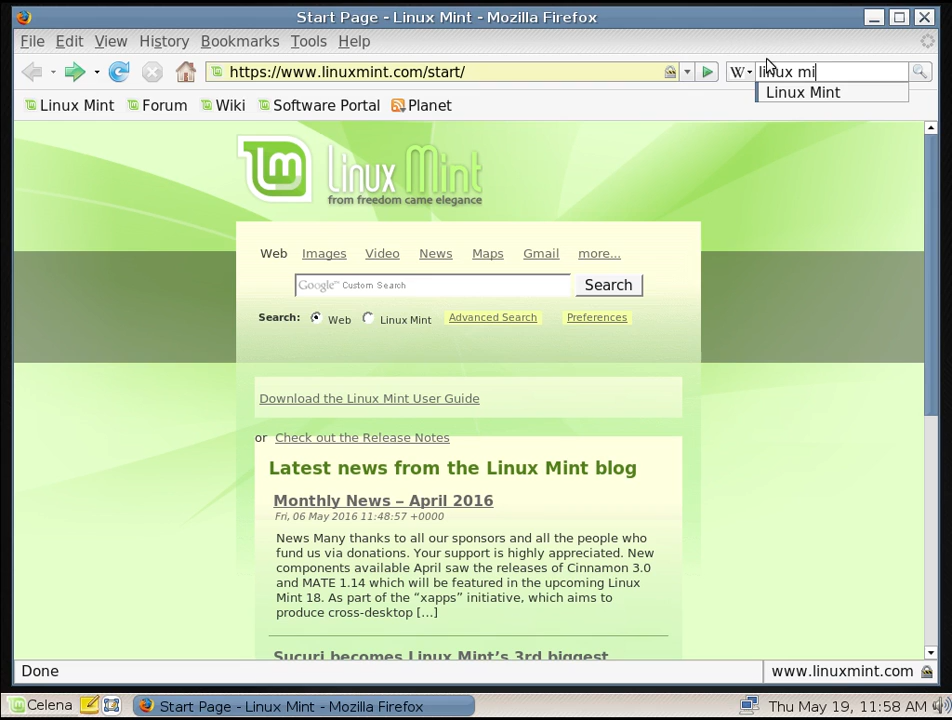 Start Page - Linux Mint - Mozilla Firefox
File Edit View History Bookmarks Tools Help
https://www.linuxmint.com/start/ W linux mi
Linux Mint Forum Wiki Software Portal Planet Linux Mint
lm Linux Mint
from freedom came elegance
Web Images Video News Maps Gmail more...
Google™ Custom Search Search
Search: Web Linux Mint Advanced Search Preferences
Download the Linux Mint User Guide
or Check out the Release Notes
Latest news from the Linux Mint blog
Monthly News – April 2016
Fri, 06 May 2016 11:48:57 +0000
News Many thanks to all our sponsors and all the people who
fund us via donations. Your support is highly appreciated. New
components available April saw the releases of Cinnamon 3.0
and MATE 1.14 which will be featured in the upcoming Linux
Mint 18. As part of the “xapps” initiative, which aims to
produce cross-desktop […]
Sucuri becomes Linux Mint’s 3rd biggest
Done www.linuxmint.com
Celena Start Page - Linux Mint - Mozilla Firefox Thu May 19, 11:58 AM